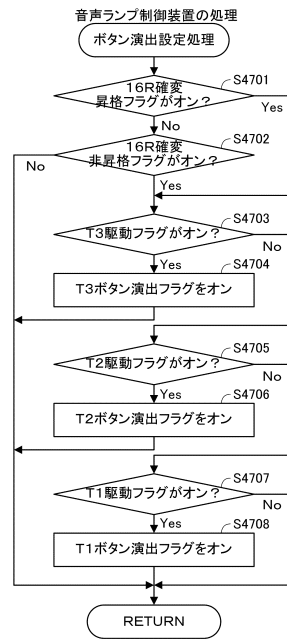 音声ランプ制御装置の処理
ボタン演出設定処理
S4701
16R確変
昇格フラグがオン?
Yes
No
S4702
16R確変
非昇格フラグがオン?
No
Yes
S4703
T3駆動フラグがオン?
No
Yes
S4704
T3ボタン演出フラグをオン
S4705
T2駆動フラグがオン?
No
Yes
S4706
T2ボタン演出フラグをオン
S4707
T1駆動フラグがオン?
No
Yes
S4708
T1ボタン演出フラグをオン
RETURN